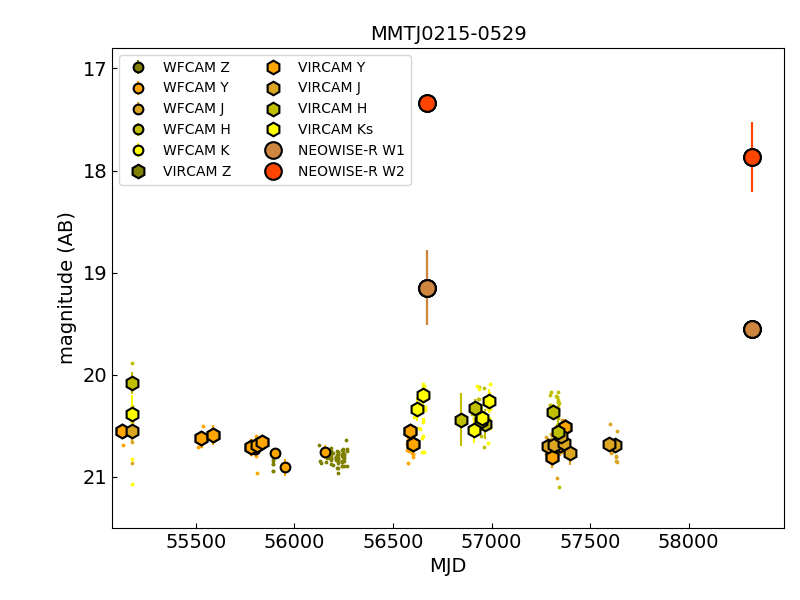 MMTJ0215-0529
17
18
19
20
21
magnitude (AB)
WFCAM Z
WFCAM Y
WFCAM J
WFCAM H
WFCAM K
VIRCAM Z
VIRCAM Y
VIRCAM J
VIRCAM H
VIRCAM Ks
NEOWISE-R W1
NEOWISE-R W2
55500 56000 56500 57000 57500 58000
MJD